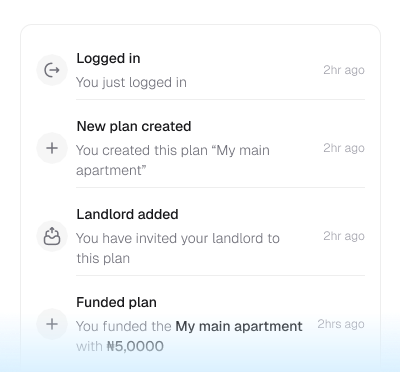 Logged in
You just logged in
2hr ago
New plan created
You created this plan “My main
apartment”
2hr ago
Landlord added
You have invited your landlord to
this plan
2hr ago
Funded plan
You funded the My main apartment
with ₦5,0000
2hrs ago